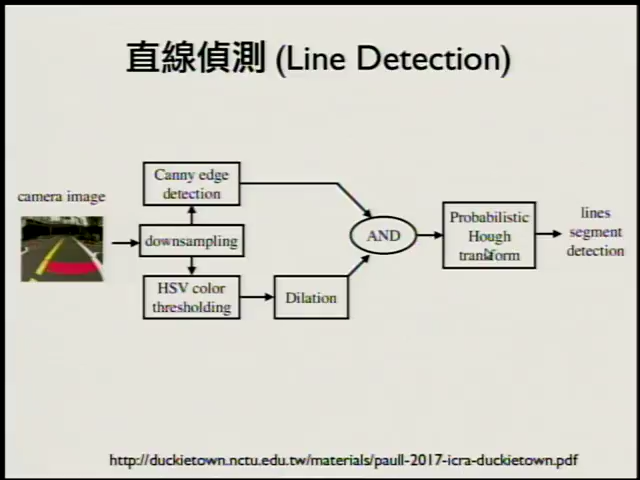 直線偵測 (Line Detection)
camera image
Canny edge
detection
downsampling
HSV color
thresholding
Dilation
AND
Probabilistic
Hough
transform
lines
segment
detection
http://duckietown.nctu.edu.tw/materials/paull-2017-icra-duckietown.pdf